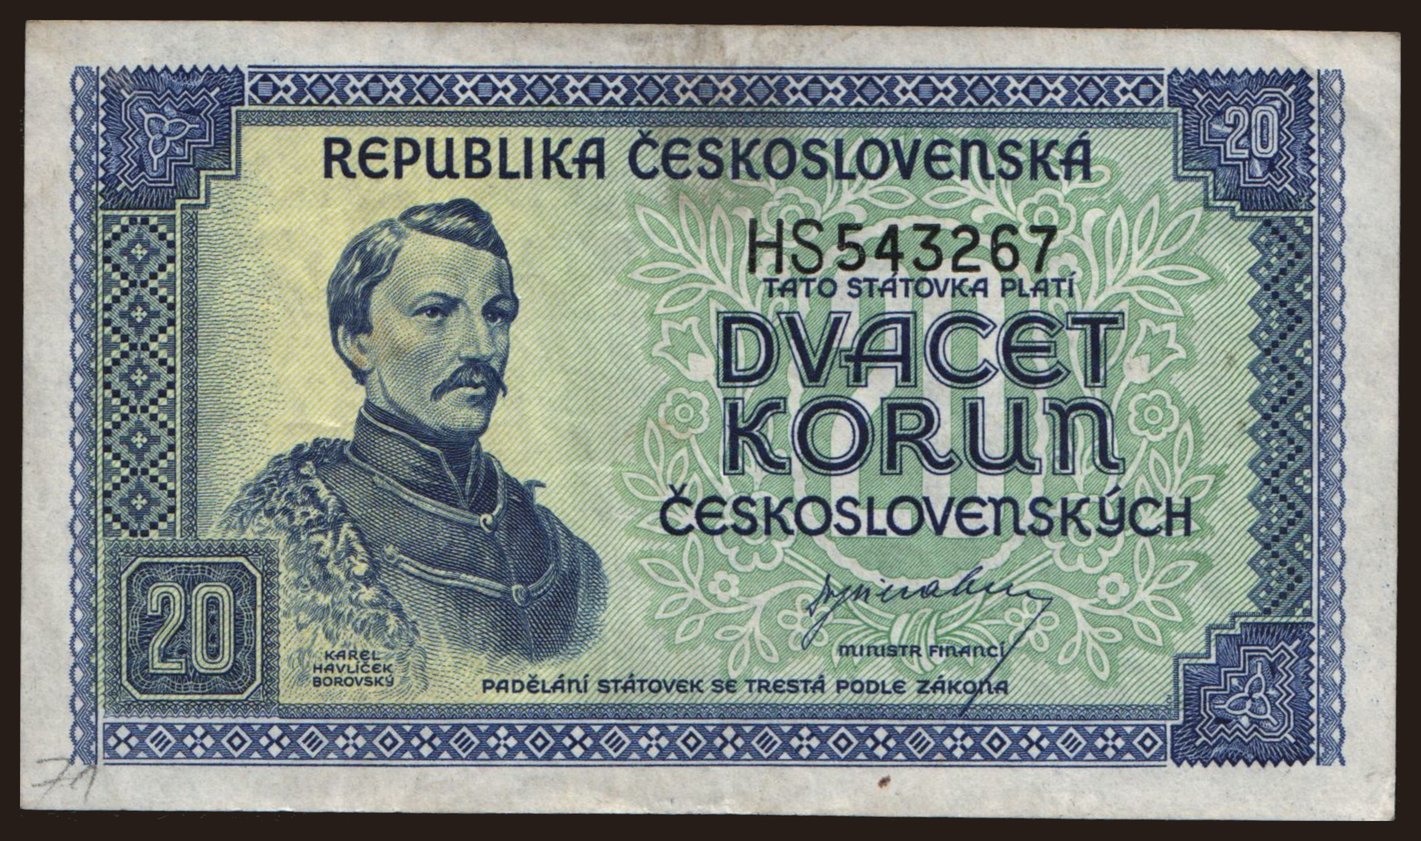 20
REPUBLIKA ČESKOSLOVENSKÁ
HS543267
TATO STÁTOVKA PLATÍ
DVACET
KORUN
ČESKOSLOVENSKÝCH
MINISTR FINANCÍ
20
KAREL
HAVLÍČEK
BOROVSKÝ
PADĚLÁNÍ STÁTOVEK SE TRESTÁ PODLE ZÁKONA